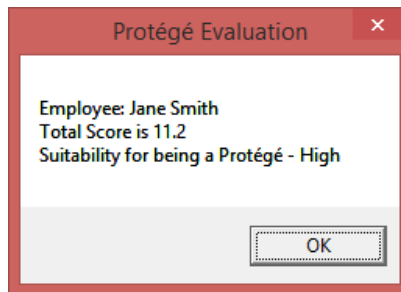 Protégé Evaluation
×
Employee: Jane Smith
Total Score is 11.2
Suitability for being a Protégé - High
OK